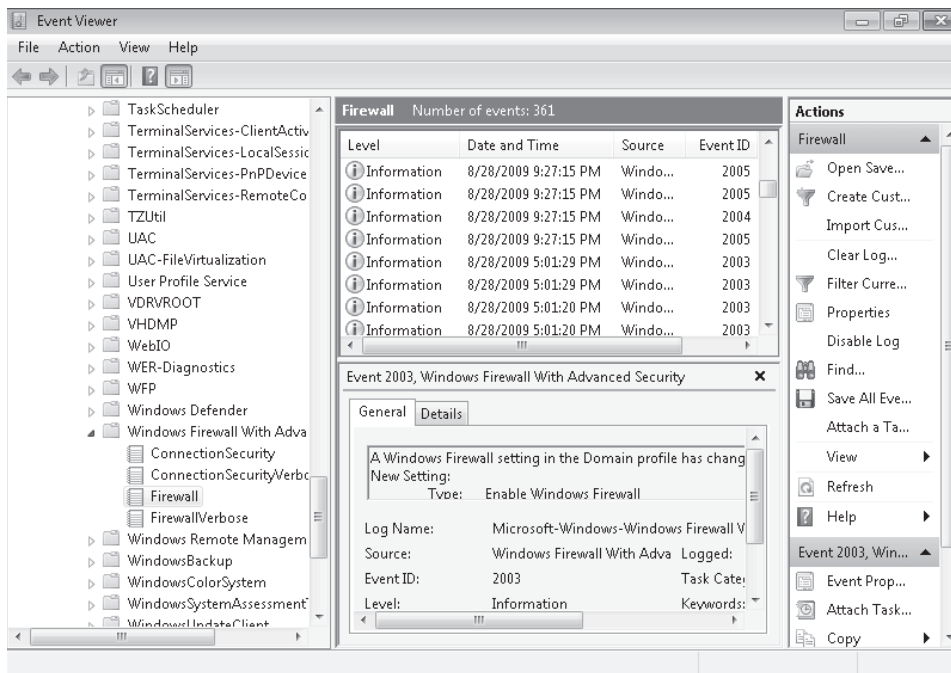 Event Viewer
File Action View Help
TaskScheduler
TerminalServices-ClientActiv
TerminalServices-LocalSessic
TerminalServices-PnPDevice
TerminalServices-RemoteCo
TZUtil
UAC
UAC-FileVirtualization
User Profile Service
VDRVROOT
VHDMP
WebIO
WER-Diagnostics
WFP
Windows Defender
Windows Firewall With Adva
ConnectionSecurity
ConnectionSecurityVerbc
Firewall
FirewallVerbose
Windows Remote Managem
WindowsBackup
WindowsColorSystem
WindowsSystemAssessment
WindowsUpdateClient
Firewall Number of events: 361
Level Date and Time Source Event ID
Information 8/28/2009 9:27:15 PM Windo... 2005
Information 8/28/2009 9:27:15 PM Windo... 2005
Information 8/28/2009 9:27:15 PM Windo... 2004
Information 8/28/2009 9:27:15 PM Windo... 2005
Information 8/28/2009 5:01:29 PM Windo... 2003
Information 8/28/2009 5:01:29 PM Windo... 2003
Information 8/28/2009 5:01:20 PM Windo... 2003
Information 8/28/2009 5:01:20 PM Windo... 2003
Event 2003, Windows Firewall With Advanced Security
General Details
A Windows Firewall setting in the Domain profile has chang
New Setting:
Type: Enable Windows Firewall
Log Name: Microsoft-Windows-Windows Firewall V
Source: Windows Firewall With Adva Logged:
Event ID: 2003 Task Cate
Level: Information Keywords:
Actions
Firewall
Open Save...
Create Cust...
Import Cus...
Clear Log...
Filter Curre...
Properties
Disable Log
Find...
Save All Eve...
Attach a Ta...
View
Refresh
Help
Event 2003, Win...
Event Prop...
Attach Task...
Copy